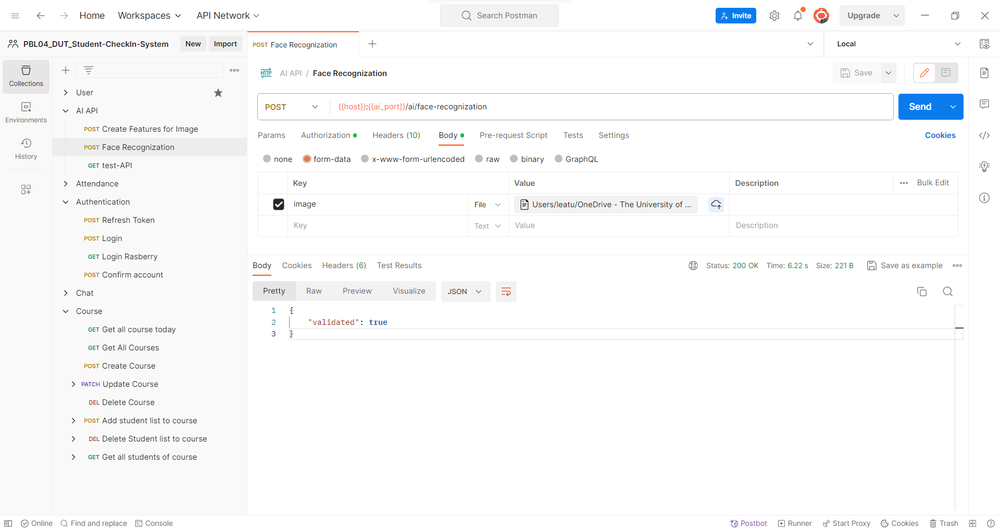 Home Workspaces API Network Search Postman Invite Upgrade
PBL04_DUT_Student-CheckIn-System New Import POST Face Recognization Local
Collections
Environments
History
User
AI API
POST Create Features for Image
POST Face Recognization
GET test-API
Attendance
Authentication
POST Refresh Token
POST Login
GET Login Rasberry
POST Confirm account
Chat
Course
GET Get all course today
GET Get All Courses
POST Create Course
PATCH Update Course
DEL Delete Course
POST Add student list to course
DEL Delete Student list to course
GET Get all students of course
HTTP AI API / Face Recognization Save
POST {{host}}:{{ai_port}}/ai/face-recognization Send
Params Authorization Headers (10) Body Pre-request Script Tests Settings Cookies
none form-data x-www-form-urlencoded raw binary GraphQL
Key Value Description Bulk Edit
image File Users/leatu/OneDrive - The University of ...
Key Text Value Description
Body Cookies Headers (6) Test Results Status: 200 OK Time: 6.22 s Size: 221 B Save as example
Pretty Raw Preview Visualize JSON
1 {
2 "validated": true
3 }
Online Find and replace Console Postbot Runner Start Proxy Cookies Trash